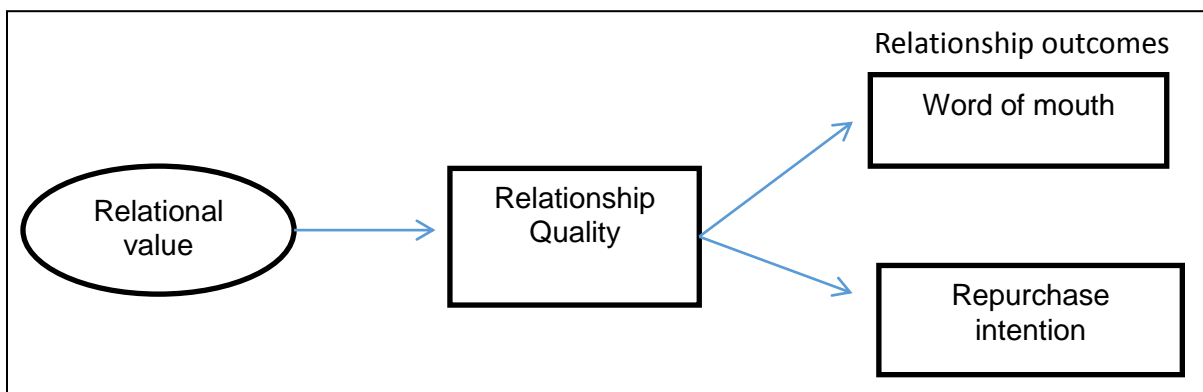 Relationship outcomes
Word of mouth
Relational
value
Relationship
Quality
Repurchase
intention